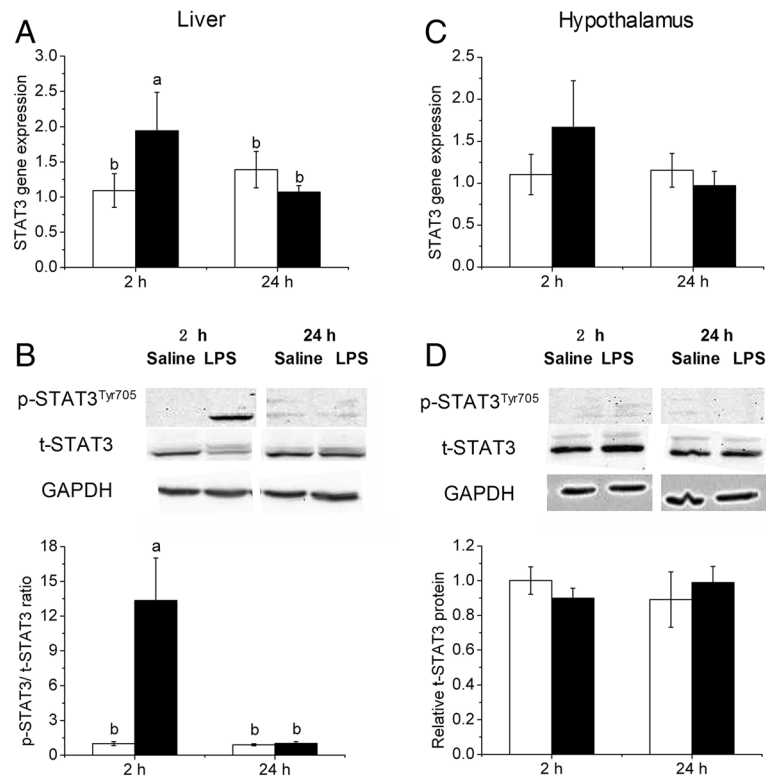 A Liver
STAT3 gene expression
3.0
2.5
2.0
1.5
1.0
0.5
0.0
b a b b
2 h 24 h
C Hypothalamus
STAT3 gene expression
2.5
2.0
1.5
1.0
0.5
0.0
2 h 24 h
B
2 h 24 h
Saline LPS Saline LPS
p-STAT3Tyr705
t-STAT3
GAPDH
p-STAT3/ t-STAT3 ratio
18
15
12
9
6
3
0
b a b b
2 h 24 h
D
2 h 24 h
Saline LPS Saline LPS
p-STAT3Tyr705
t-STAT3
GAPDH
Relative t-STAT3 protein
1.2
1.0
0.8
0.6
0.4
0.2
0.0
2 h 24 h